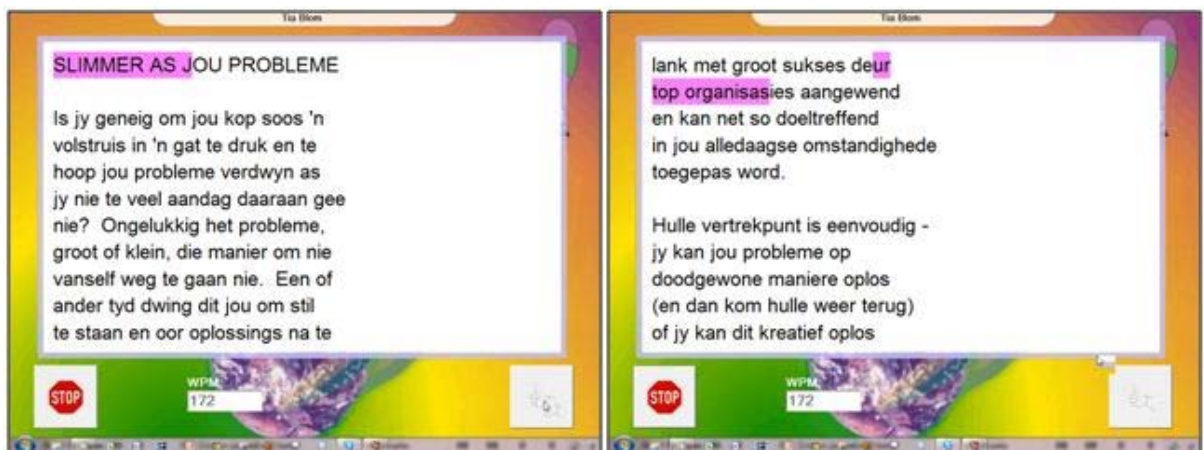 Tia Blom
SLIMMER AS JOU PROBLEME
Is jy geneig om jou kop soos 'n
volstruis in 'n gat te druk en te
hoop jou probleme verdwyn as
jy nie te veel aandag daaraan gee
nie?  Ongelukkig het probleme,
groot of klein, die manier om nie
vanself weg te gaan nie.  Een of
ander tyd dwing dit jou om stil
te staan en oor oplossings na te
STOP
WPM
172
Tia Blom
lank met groot sukses deur
top organisasies aangewend
en kan net so doeltreffend
in jou alledaagse omstandighede
toegepas word.
Hulle vertrekpunt is eenvoudig -
jy kan jou probleme op
doodgewone maniere oplos
(en dan kom hulle weer terug)
of jy kan dit kreatief oplos
STOP
WPM
172